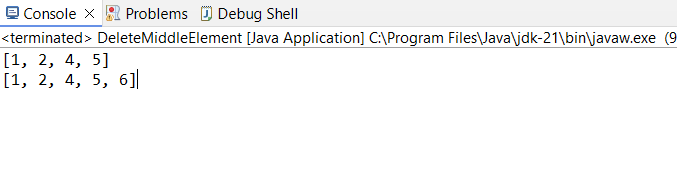 Console Problems Debug Shell
<terminated> DeleteMiddleElement [Java Application] C:\Program Files\Java\jdk-21\bin\javaw.exe (9
[1, 2, 4, 5]
[1, 2, 4, 5, 6]